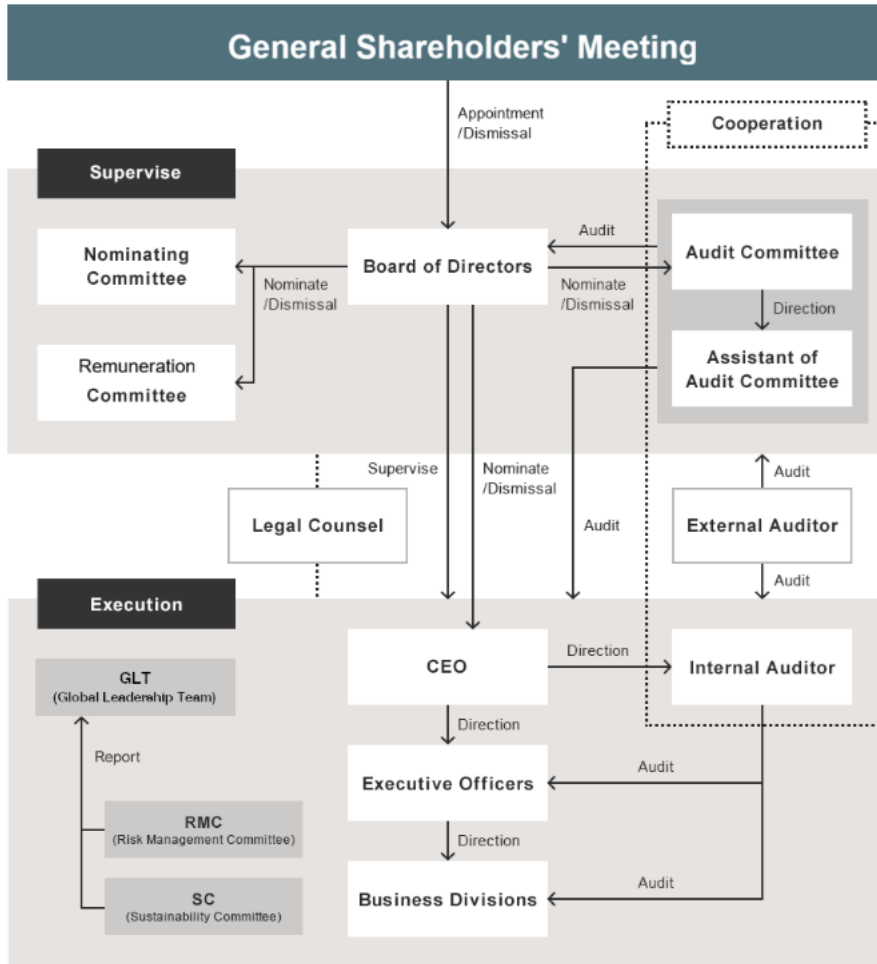 General Shareholders' Meeting
Appointment
/Dismissal
Cooperation
Supervise
Nominating
Committee
Nominate
/Dismissal
Board of Directors
Audit
Nominate
/Dismissal
Audit Committee
Direction
Assistant of
Audit Committee
Remuneration
Committee
Supervise
Nominate
/Dismissal
Audit
Legal Counsel
Audit
External Auditor
Audit
Execution
CEO
Direction
Internal Auditor
GLT
(Global Leadership Team)
Report
Direction
Executive Officers
Audit
RMC
(Risk Management Committee)
Direction
SC
(Sustainability Committee)
Business Divisions
Audit